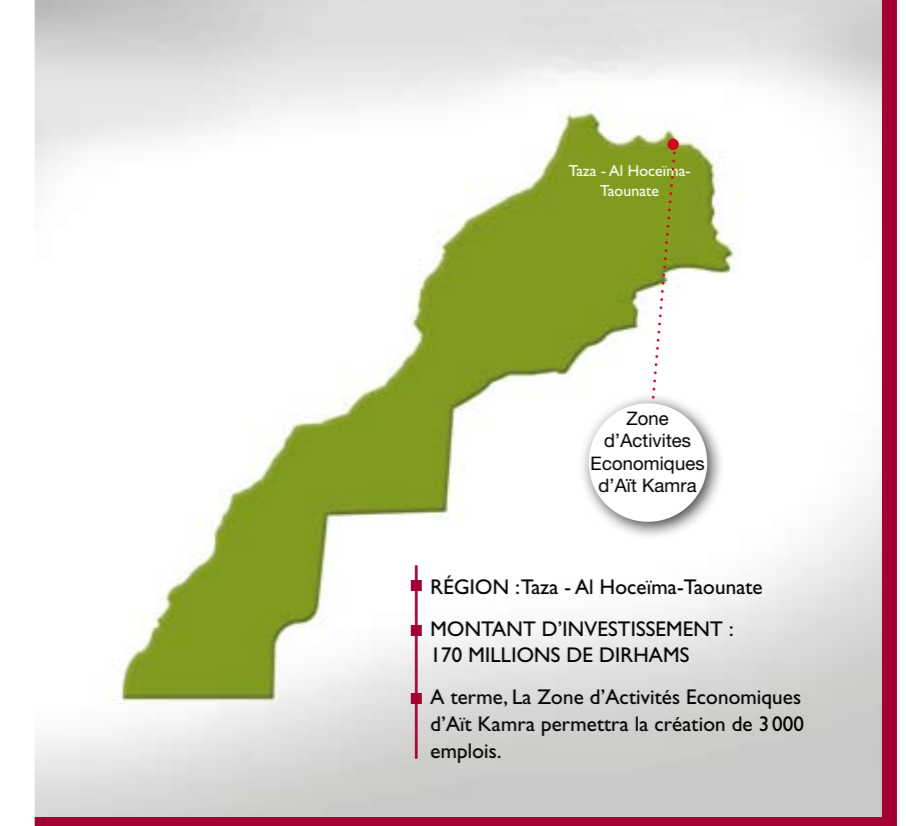 Taza - Al Hoceïma-
Taounate
Zone
d’Activites
Economiques
d’Aït Kamra
RÉGION : Taza - Al Hoceïma-Taounate
MONTANT D’INVESTISSEMENT :
170 MILLIONS DE DIRHAMS
A terme, La Zone d’Activités Economiques
d’Aït Kamra permettra la création de 3 000
emplois.